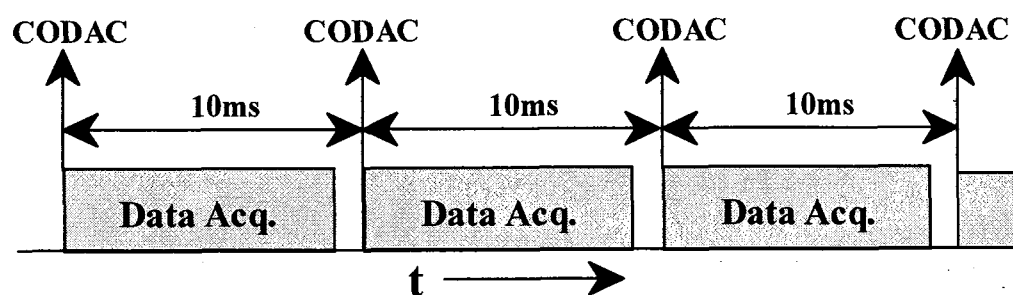 CODAC CODAC CODAC CODAC
10ms 10ms 10ms
Data Acq. Data Acq. Data Acq.
t